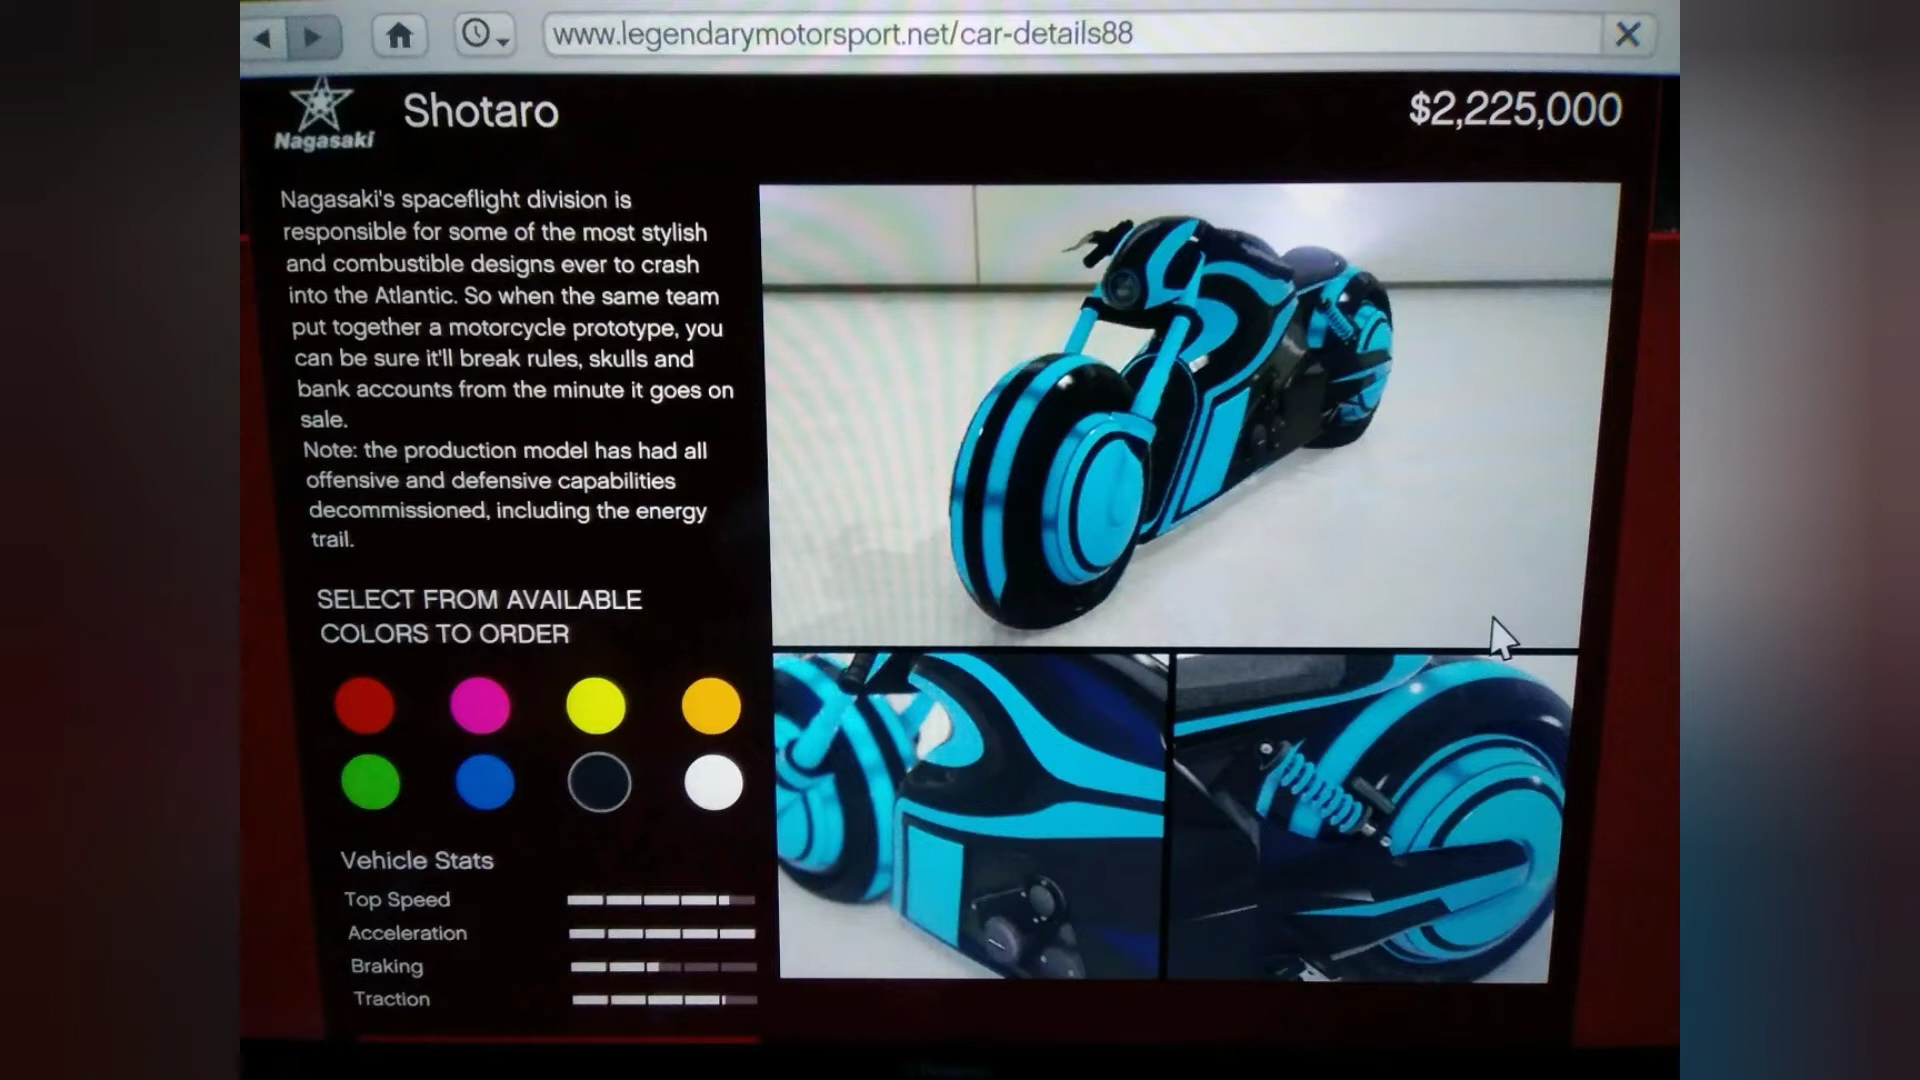 www.legendarymotorsport.net/car-details88
Nagasaki
Shotaro
$2,225,000
Nagasaki's spaceflight division is
responsible for some of the most stylish
and combustible designs ever to crash
into the Atlantic. So when the same team
put together a motorcycle prototype, you
can be sure it'll break rules, skulls and
bank accounts from the minute it goes on
sale.
Note: the production model has had all
offensive and defensive capabilities
decommissioned, including the energy
trail.
SELECT FROM AVAILABLE
COLORS TO ORDER
Vehicle Stats
Top Speed
Acceleration
Braking
Traction